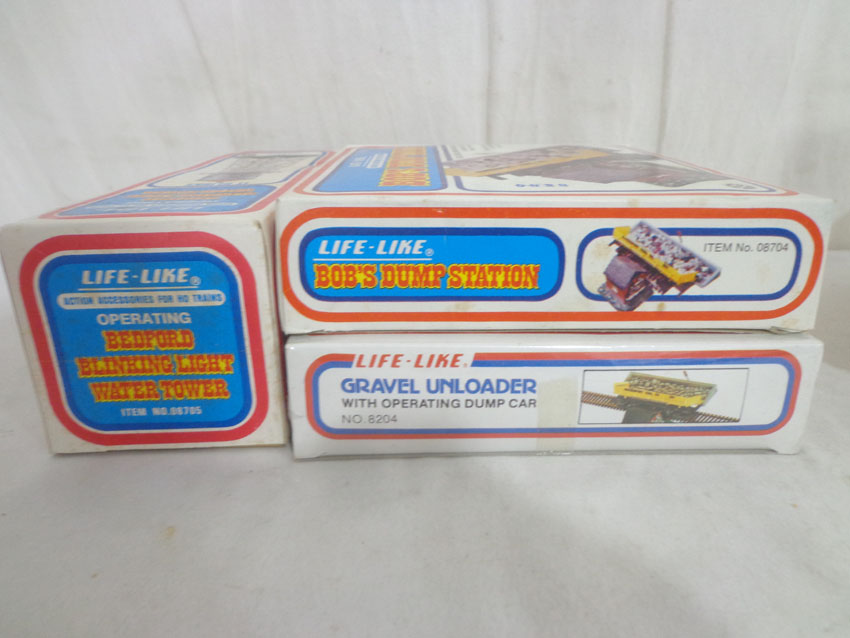 LIFE-LIKE®
ACTION ACCESSORIES FOR HO TRAINS
OPERATING
BEDFORD
BLINKING LIGHT
WATER TOWER
ITEM NO. 08705
LIFE-LIKE®
BOB'S DUMP STATION
ITEM No. 08704
LIFE-LIKE®
GRAVEL UNLOADER
WITH OPERATING DUMP CAR
NO. 8204